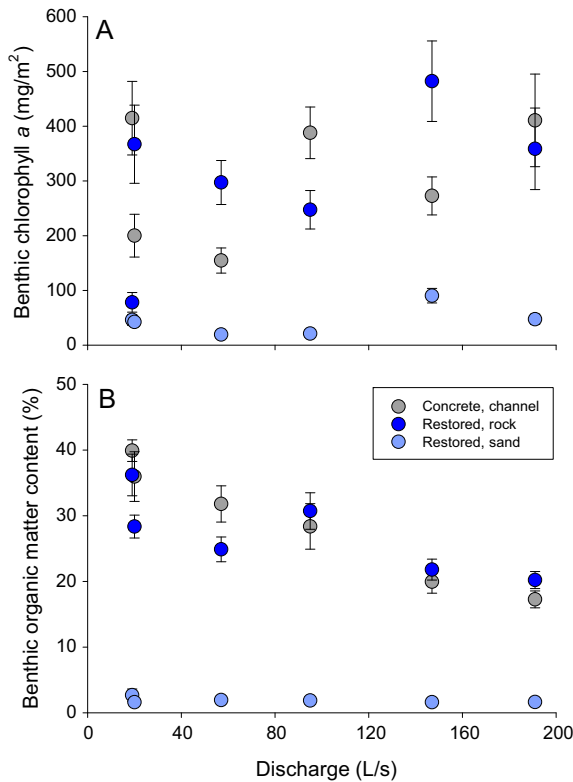 A
Benthic chlorophyll a (mg/m²)
600
500
400
300
200
100
0
B
Benthic organic matter content (%)
50
40
30
20
10
0
Concrete, channel
Restored, rock
Restored, sand
0 40 80 120 160 200
Discharge (L/s)